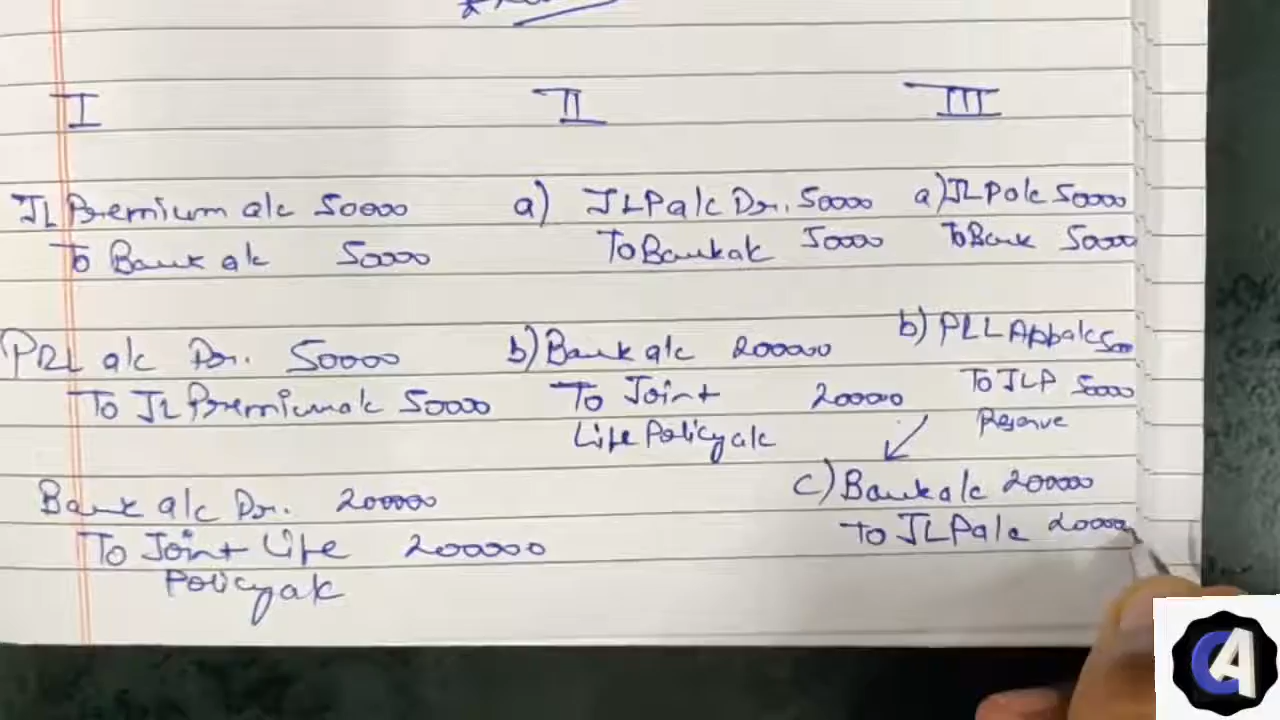 I
II
III
JL Premium a/c 50000
To Bank a/c 50000
PRL a/c Dr. 50000
To JL Premium a/c 50000
Bank a/c Dr. 200000
To Joint Life 200000
Policy a/c
a) JLP a/c Dr. 50000
To Bank a/c 50000
b) Bank a/c 200000
To Joint 200000
Life Policy a/c
a) JLP a/c 50000
To Bank 50000
b) P&L App a/c
To JLP 50000
Reserve
c) Bank a/c 200000
To JLP a/c 200000
CA